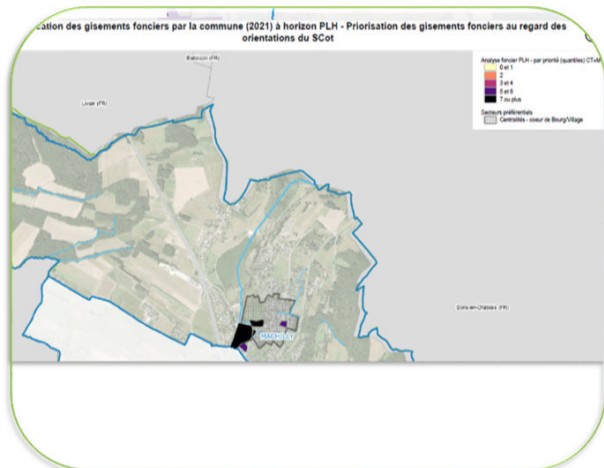 cation des gisements fonciers par la commune (2021) à horizon PLH - Priorisation des gisements fonciers au regard des
orientations du SCot
Analyse foncier PLH - par priorité (quantiles) CT+M
0 et 1
2
3 et 4
5 et 6
7 ou plus
Secteurs préférentiels
Centralités - coeur de Bourg/Village
Ballaison (FR)
Loisin (FR)
Bons-en-Chablais (FR)